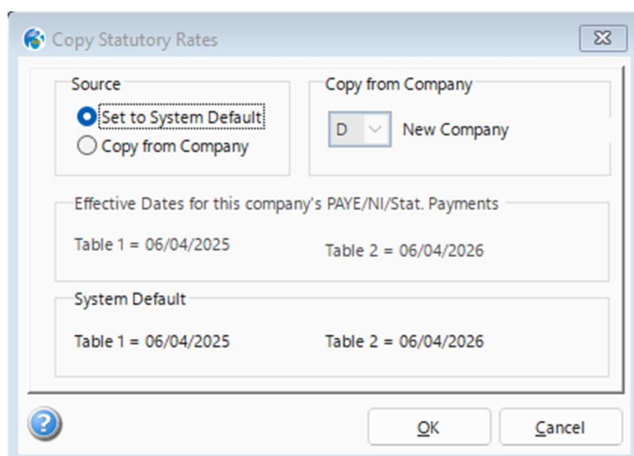 Copy Statutory Rates
Source
Set to System Default
Copy from Company
Copy from Company
D New Company
Effective Dates for this company's PAYE/NI/Stat. Payments
Table 1 = 06/04/2025
Table 2 = 06/04/2026
System Default
Table 1 = 06/04/2025
Table 2 = 06/04/2026
?
OK
Cancel